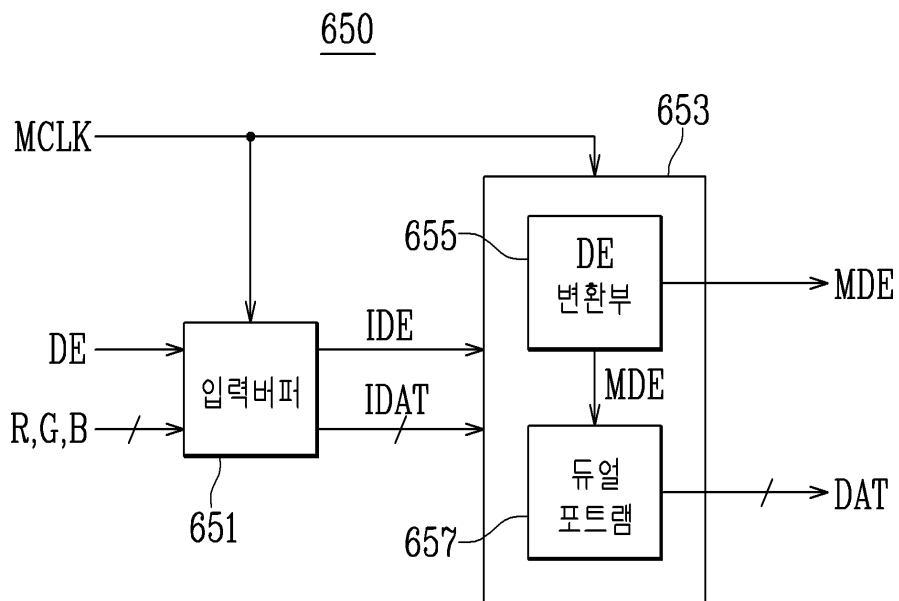 650
MCLK
653
655
DE
변환부
MDE
DE
IDE
입력버퍼
MDE
R,G,B
IDAT
듀얼
포트램
DAT
651
657